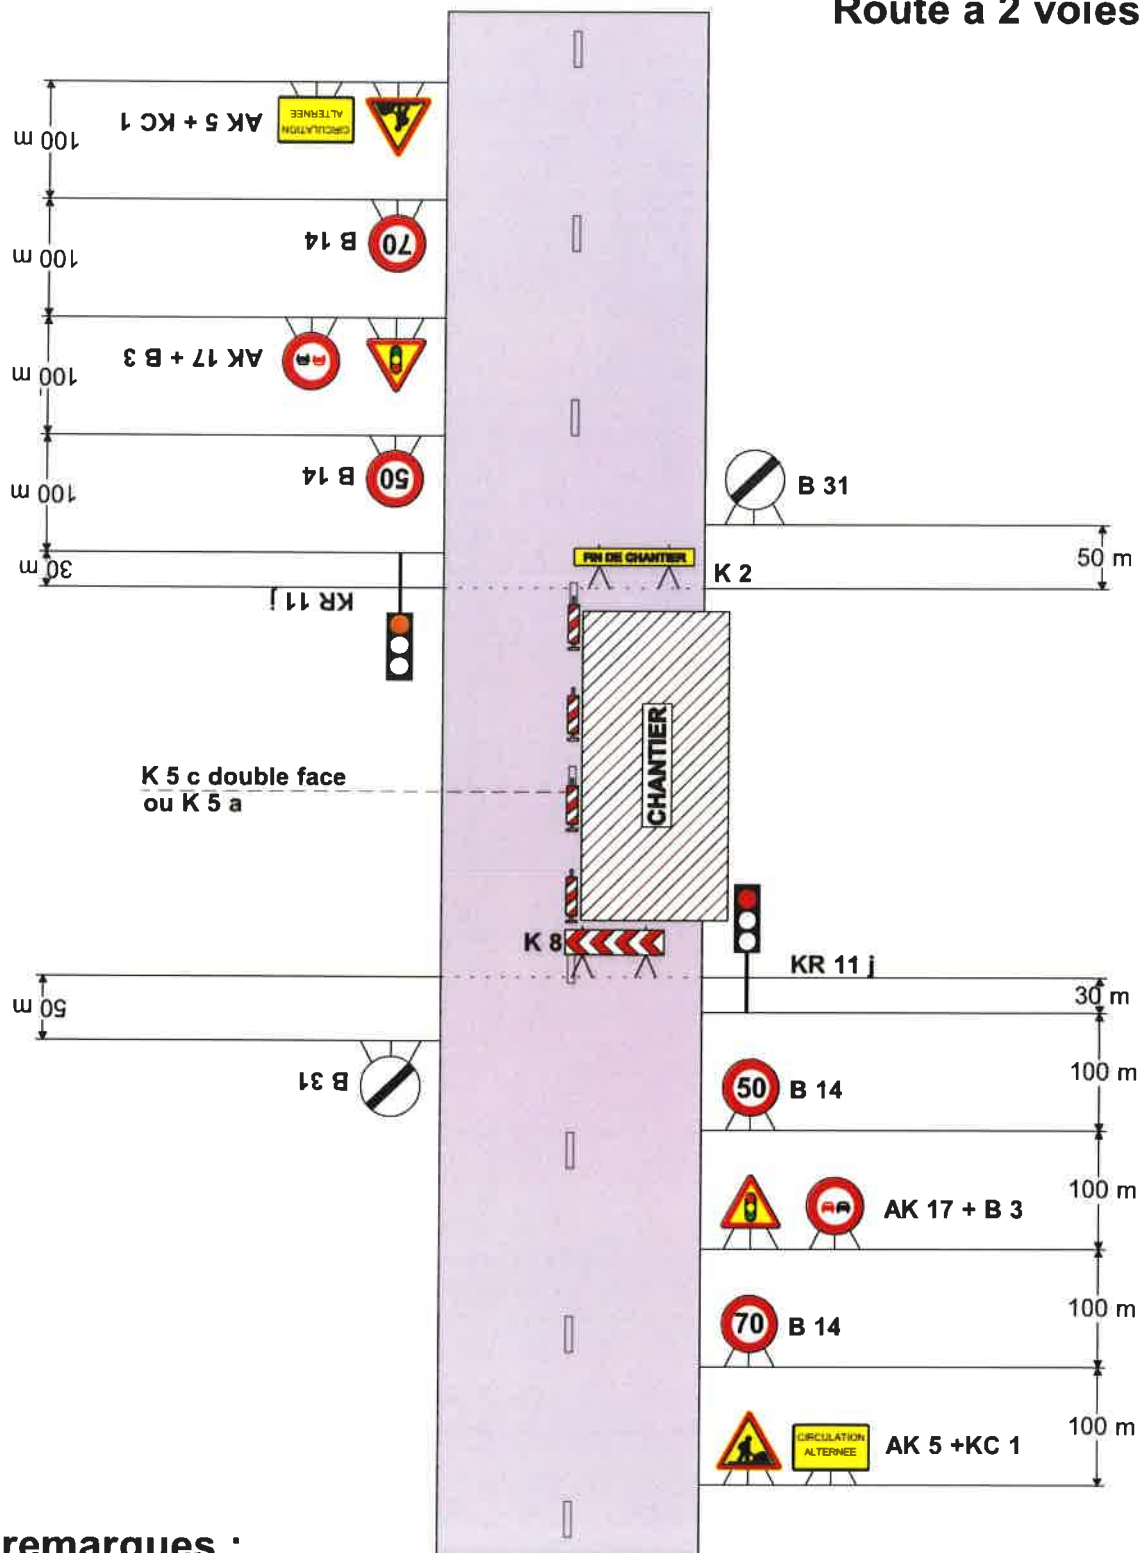 Route à 2 voies
100 m
AK 5 + KC 1
CIRCULATION
ALTERNEE
100 m
B 14
70
100 m
AK 17 + B 3
100 m
B 14
50
30 m
KR 11 j
B 31
50 m
FIN DE CHANTIER
K 2
CHANTIER
K 5 c double face
ou K 5 a
K 8
KR 11 j
30 m
50 m
B 31
50
B 14
100 m
AK 17 + B 3
100 m
70
B 14
100 m
CIRCULATION
ALTERNEE
AK 5 +KC 1
100 m
remarques :